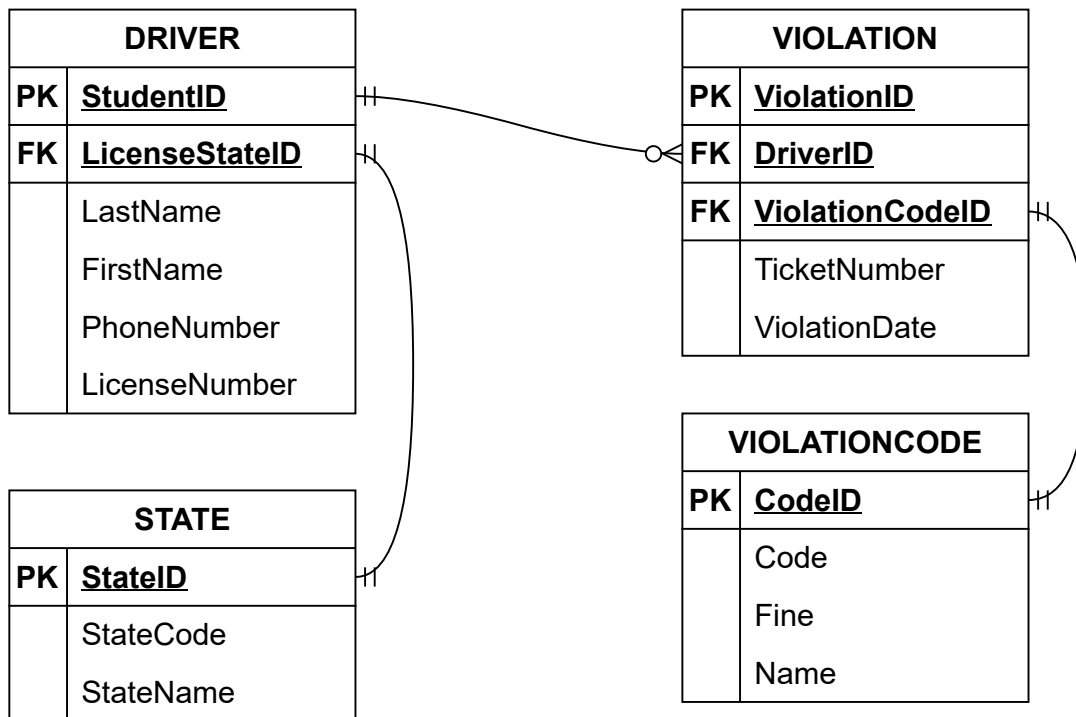 DRIVER
PK StudentID
FK LicenseStateID
LastName
FirstName
PhoneNumber
LicenseNumber
STATE
PK StateID
StateCode
StateName
VIOLATION
PK ViolationID
FK DriverID
FK ViolationCodeID
TicketNumber
ViolationDate
VIOLATIONCODE
PK CodeID
Code
Fine
Name